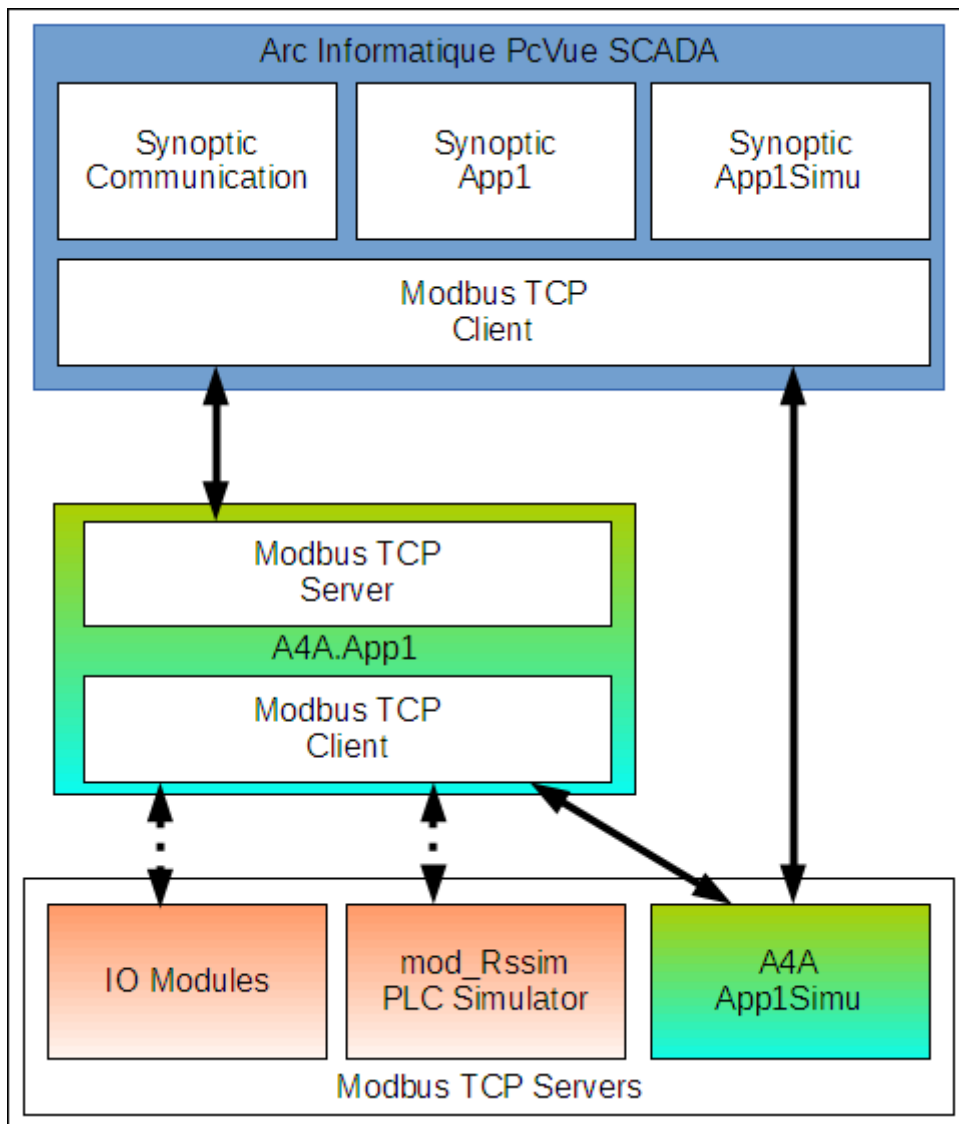 Arc Informatique PcVue SCADA
Synoptic
Communication
Synoptic
App1
Synoptic
App1Simu
Modbus TCP
Client
Modbus TCP
Server
A4A.App1
Modbus TCP
Client
IO Modules
mod_Rssim
PLC Simulator
A4A
App1Simu
Modbus TCP Servers